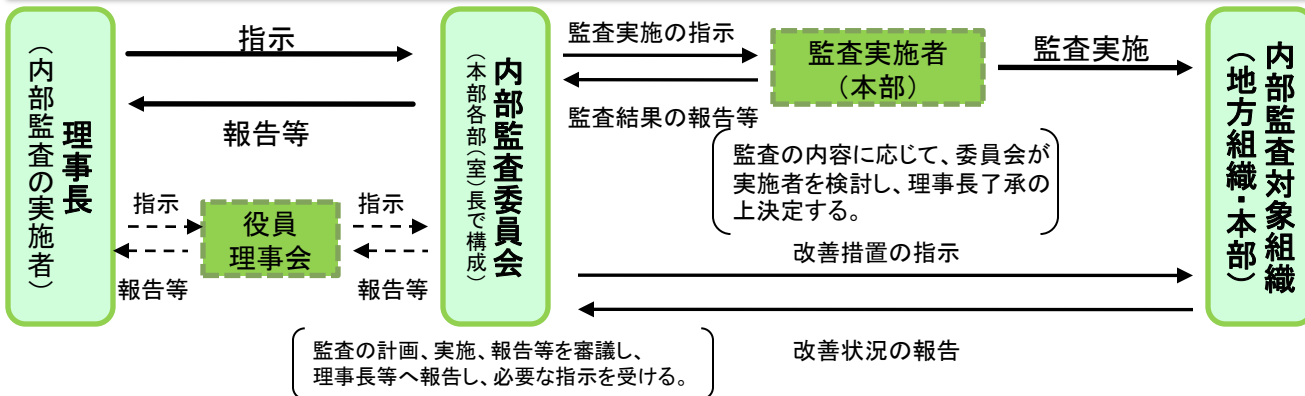 理事長
（内部監査の実施者）
指示
報告等
指示
役員
理事会
指示
報告等
報告等
内部監査委員会
（本部各部（室）長で構成）
監査実施の指示
監査結果の報告等
監査実施者
（本部）
監査実施
監査の内容に応じて、委員会が
実施者を検討し、理事長了承の
上決定する。
改善措置の指示
改善状況の報告
監査の計画、実施、報告等を審議し、
理事長等へ報告し、必要な指示を受ける。
内部監査対象組織
（地方組織・本部）